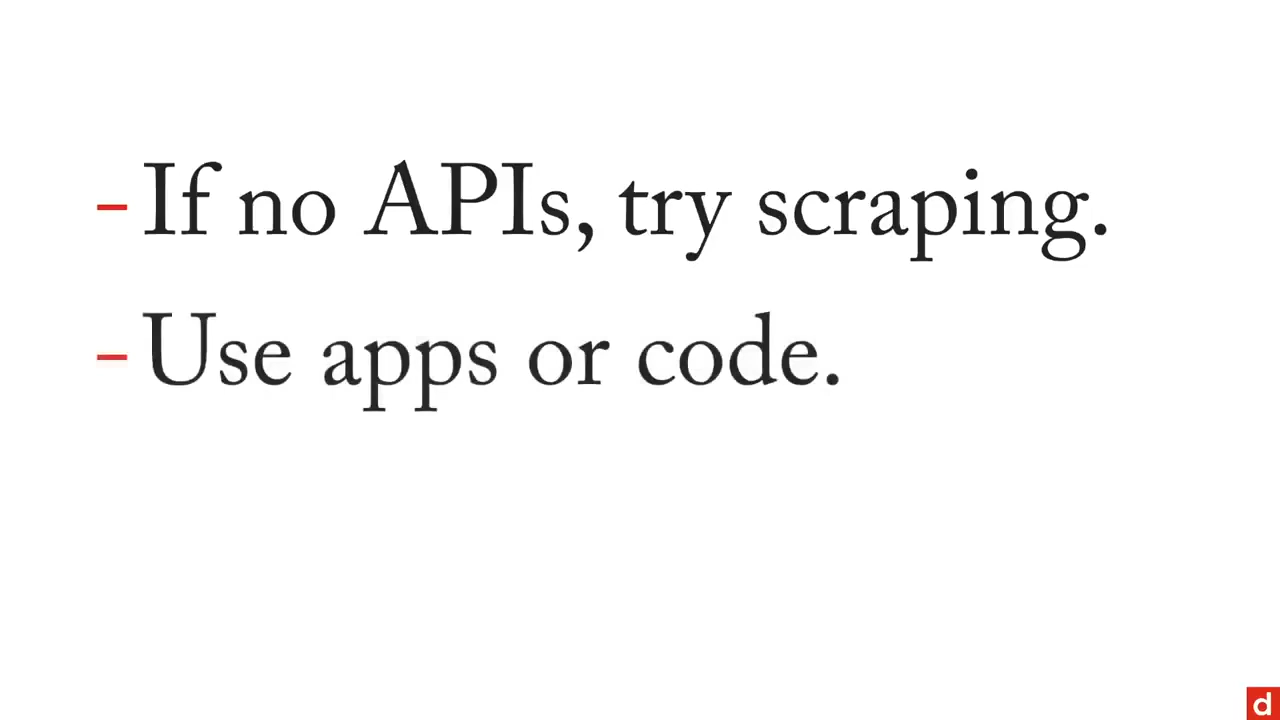 - If no APIs, try scraping.
- Use apps or code.
d